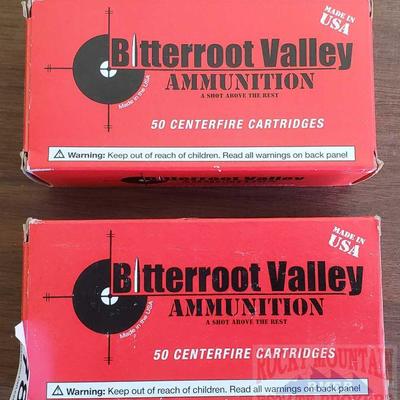 MADE IN
USA
Bitterroot Valley
AMMUNITION
Made in the USA
A SHOT ABOVE THE REST
50 CENTERFIRE CARTRIDGES
⚠ Warning: Keep out of reach of children. Read all warnings on back panel
Bitterroot Valley
MADE IN
USA
Bitterroot Valley
AMMUNITION
Made in the USA
A SHOT ABOVE THE REST
50 CENTERFIRE CARTRIDGES
ROCKY MOUNTAIN
Warning: Keep out of reach of children. Read all warnings on back